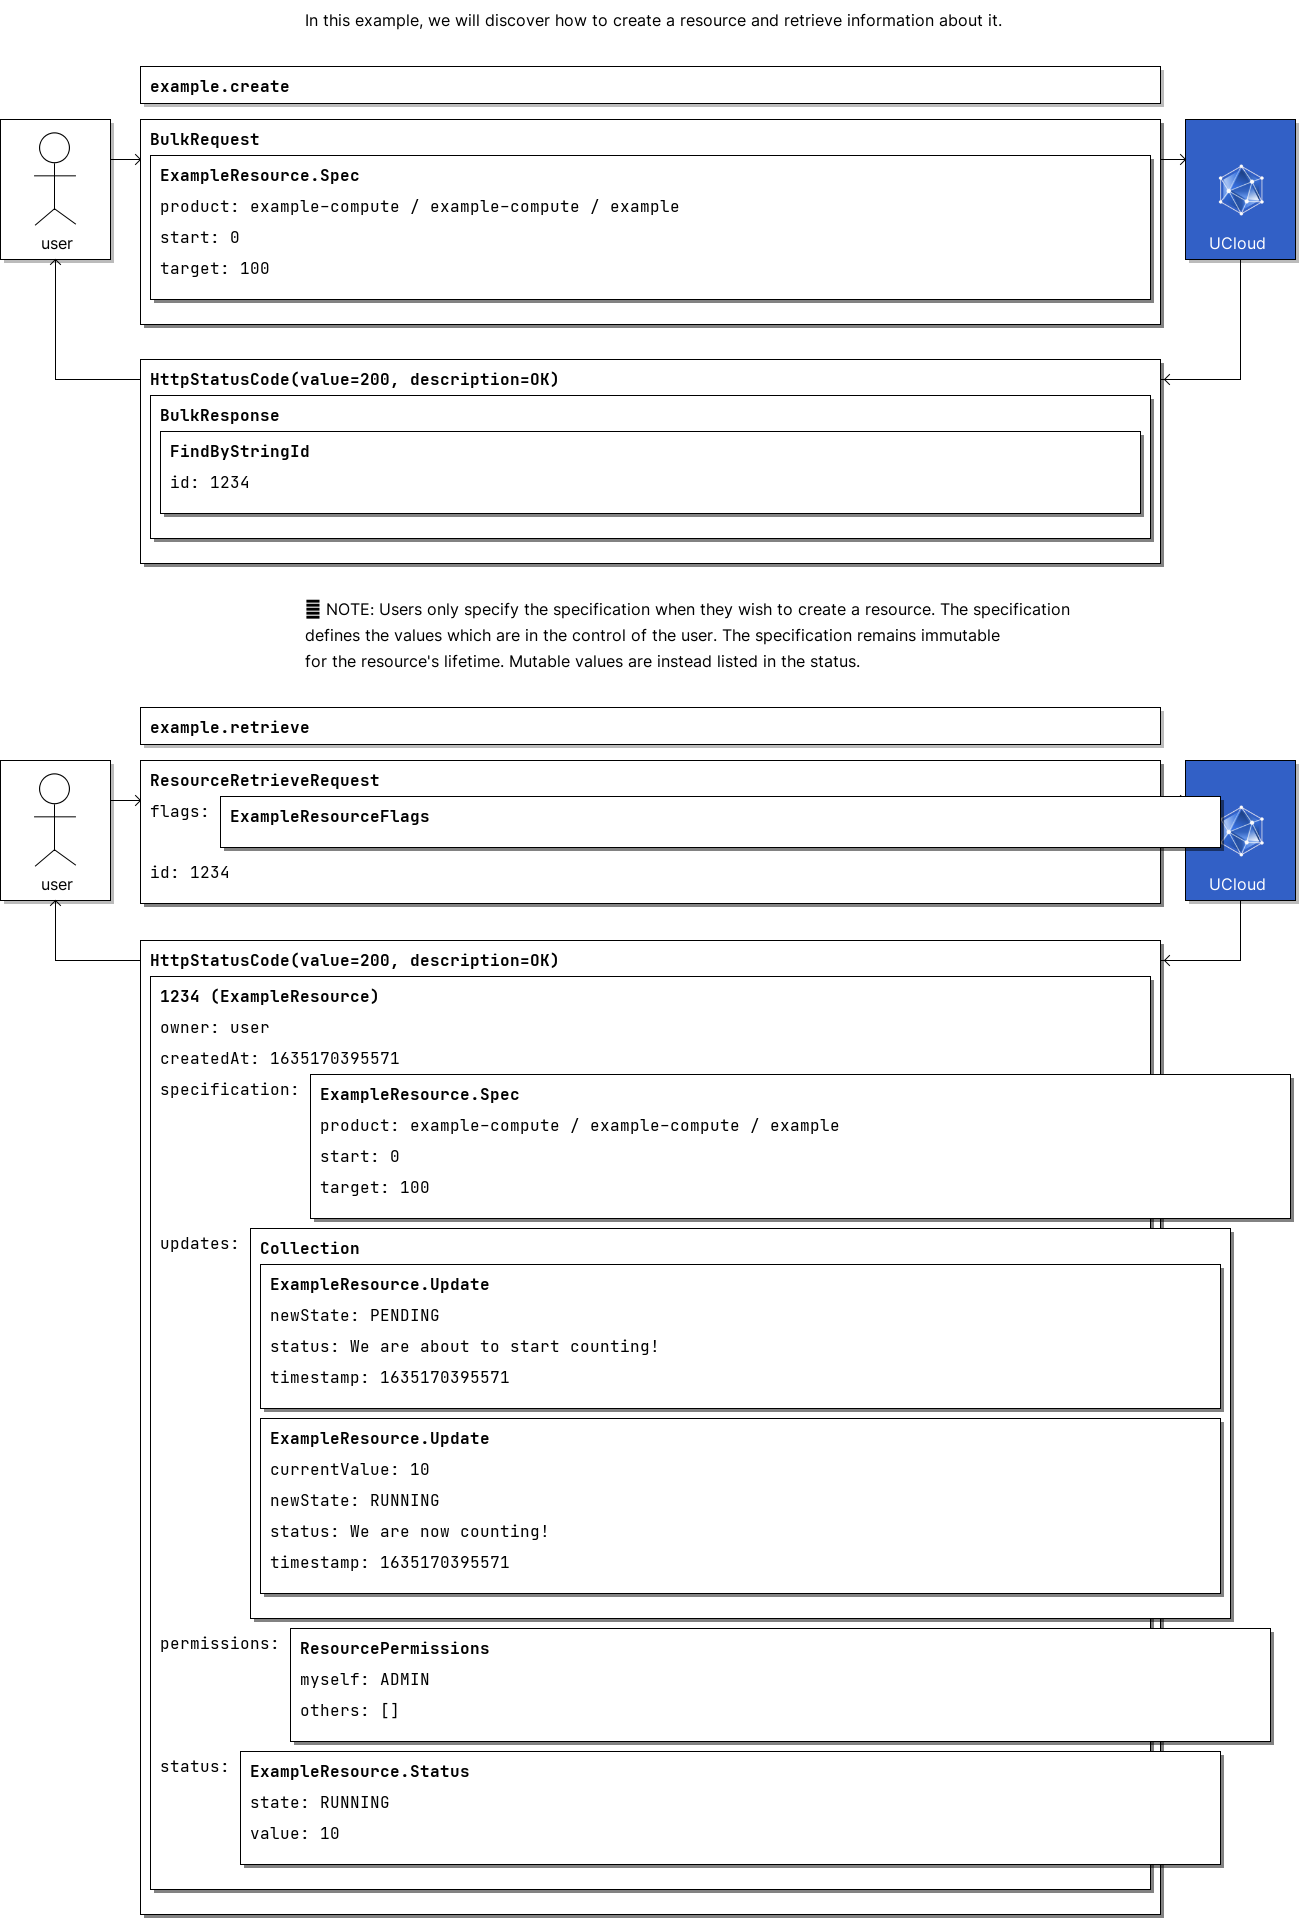 In this example, we will discover how to create a resource and retrieve information about it.
example.create
BulkRequest
ExampleResource.Spec
product: example-compute / example-compute / example
start: 0
target: 100
user
UCloud
HttpStatusCode(value=200, description=OK)
BulkResponse
FindByStringId
id: 1234
NOTE: Users only specify the specification when they wish to create a resource. The specification
defines the values which are in the control of the user. The specification remains immutable
for the resource's lifetime. Mutable values are instead listed in the status.
example.retrieve
ResourceRetrieveRequest
flags:
ExampleResourceFlags
id: 1234
user
UCloud
HttpStatusCode(value=200, description=OK)
1234 (ExampleResource)
owner: user
createdAt: 1635170395571
specification:
ExampleResource.Spec
product: example-compute / example-compute / example
start: 0
target: 100
updates:
Collection
ExampleResource.Update
newState: PENDING
status: We are about to start counting!
timestamp: 1635170395571
ExampleResource.Update
currentValue: 10
newState: RUNNING
status: We are now counting!
timestamp: 1635170395571
permissions:
ResourcePermissions
myself: ADMIN
others: []
status:
ExampleResource.Status
state: RUNNING
value: 10